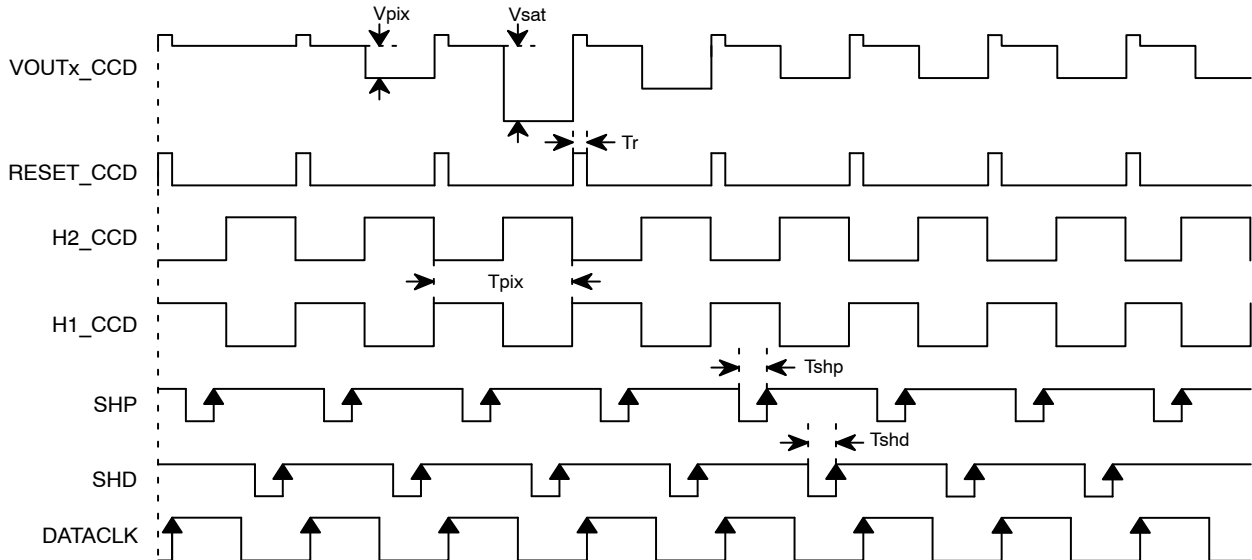 Vpix
Vsat
VOUTx_CCD
Tr
RESET_CCD
H2_CCD
Tpix
H1_CCD
Tshp
SHP
Tshd
SHD
DATACLK